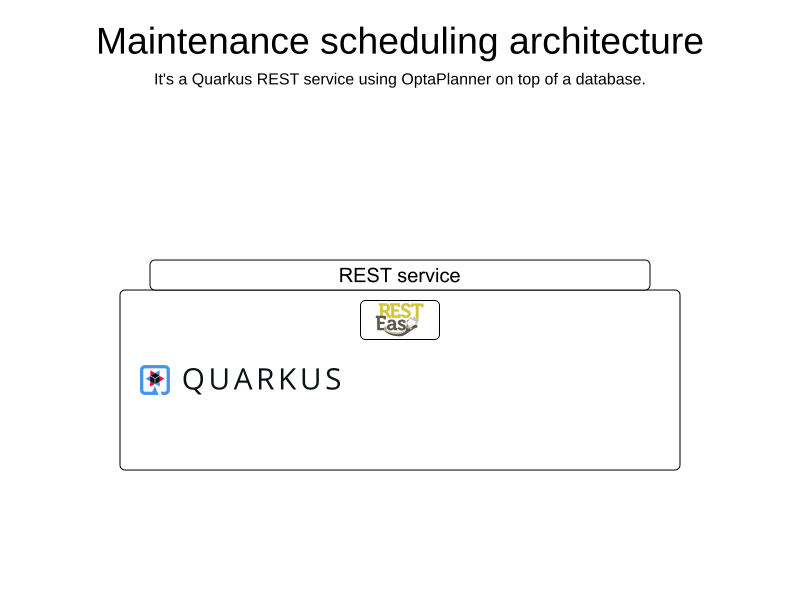 Maintenance scheduling architecture
It's a Quarkus REST service using OptaPlanner on top of a database.
REST service
REST
Easy
QUARKUS